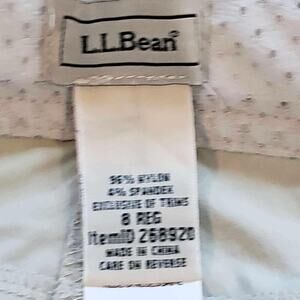 L.L.Bean®
96% NYLON
4% SPANDEX
EXCLUSIVE OF TRIMS
8 REG
ItemID 268920
MADE IN CHINA
CARE ON REVERSE